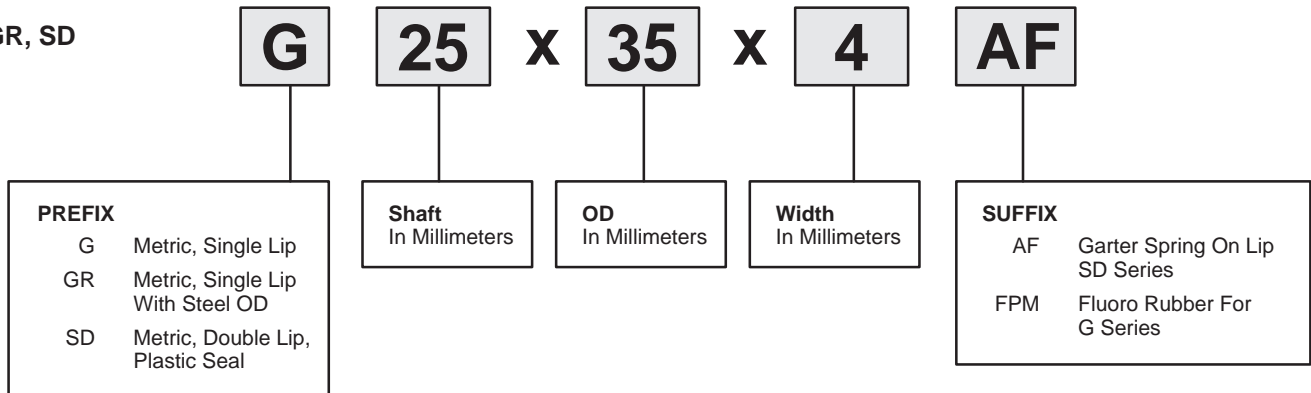 GR, SD
G 25 x 35 x 4 AF
PREFIX
G Metric, Single Lip
GR Metric, Single Lip
With Steel OD
SD Metric, Double Lip,
Plastic Seal
Shaft
In Millimeters
OD
In Millimeters
Width
In Millimeters
SUFFIX
AF Garter Spring On Lip
SD Series
FPM Fluoro Rubber For
G Series